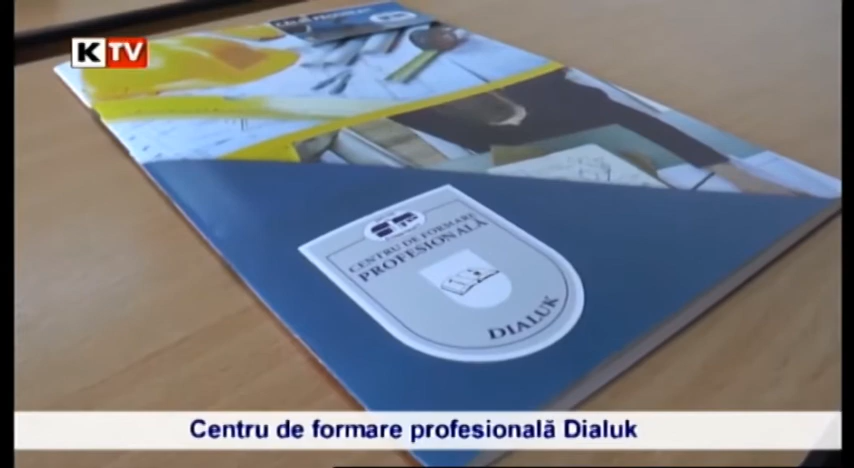 KTV
CENTRU DE FORMARE
PROFESIONALĂ
DIALUK
Centru de formare profesională Dialuk